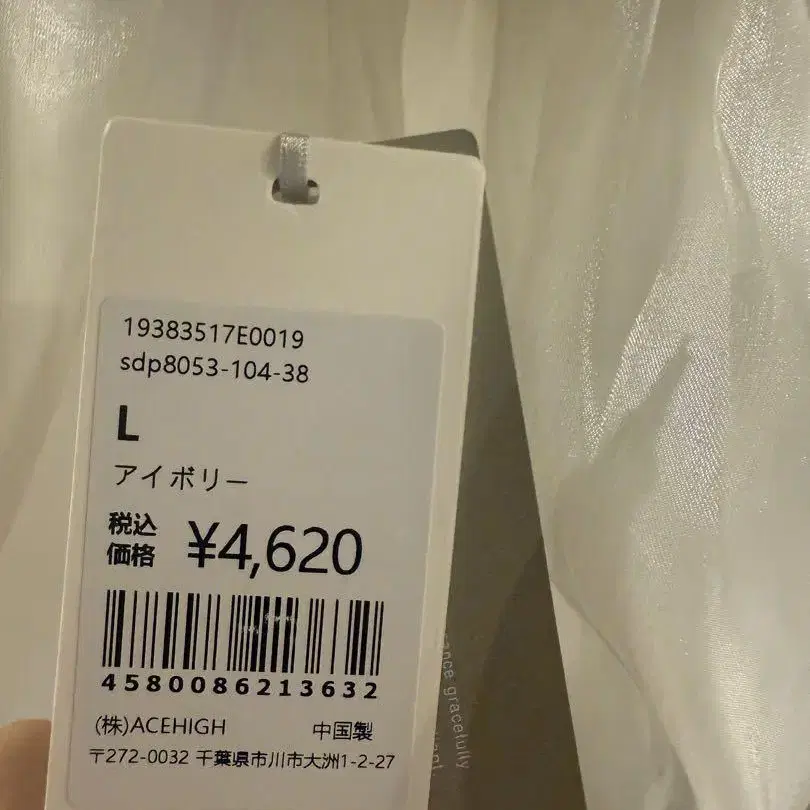 19383517E0019
sdp8053-104-38
L
アイボリー
税込
価格 ¥4,620
4580086213632
(株)ACEHIGH 中国製
〒272-0032 千葉県市川市大洲1-2-27
gracefully